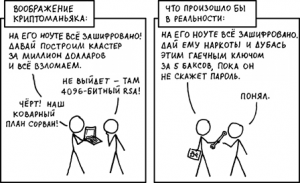 ВООБРАЖЕНИЕ
КРИПТОМАНЬЯКА:
НА ЕГО НОУТЕ ВСЁ ЗАШИФРОВАНО!
ДАВАЙ ПОСТРОИМ КЛАСТЕР
ЗА МИЛЛИОН ДОЛЛАРОВ
И ВСЁ ВЗЛОМАЕМ.
НЕ ВЫЙДЕТ – ТАМ
4096-БИТНЫЙ RSA!
ЧЁРТ! НАШ
КОВАРНЫЙ
ПЛАН СОРВАН!
ЧТО ПРОИЗОШЛО БЫ
В РЕАЛЬНОСТИ:
НА ЕГО НОУТЕ ВСЁ ЗАШИФРОВАНО.
ДАЙ ЕМУ НАРКОТЫ И ДУБАСЬ
ЭТИМ ГАЕЧНЫМ КЛЮЧОМ
ЗА 5 БАКСОВ, ПОКА ОН
НЕ СКАЖЕТ ПАРОЛЬ.
ПОНЯЛ.